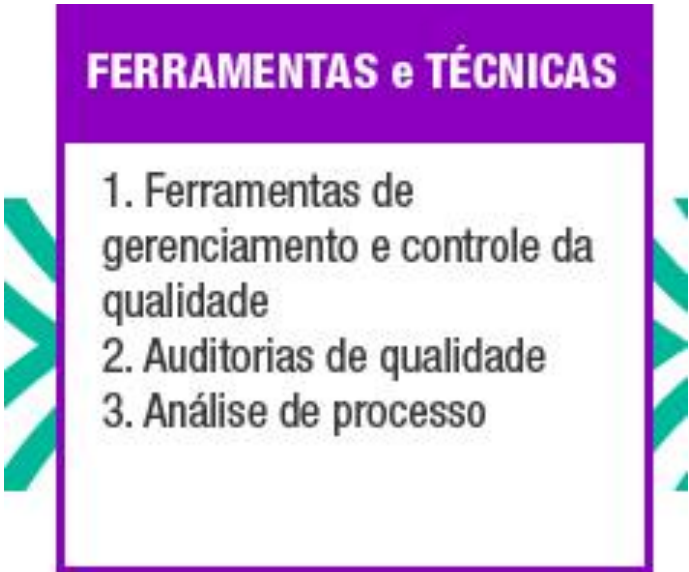 FERRAMENTAS e TÉCNICAS
1. Ferramentas de
gerenciamento e controle da
qualidade
2. Auditorias de qualidade
3. Análise de processo